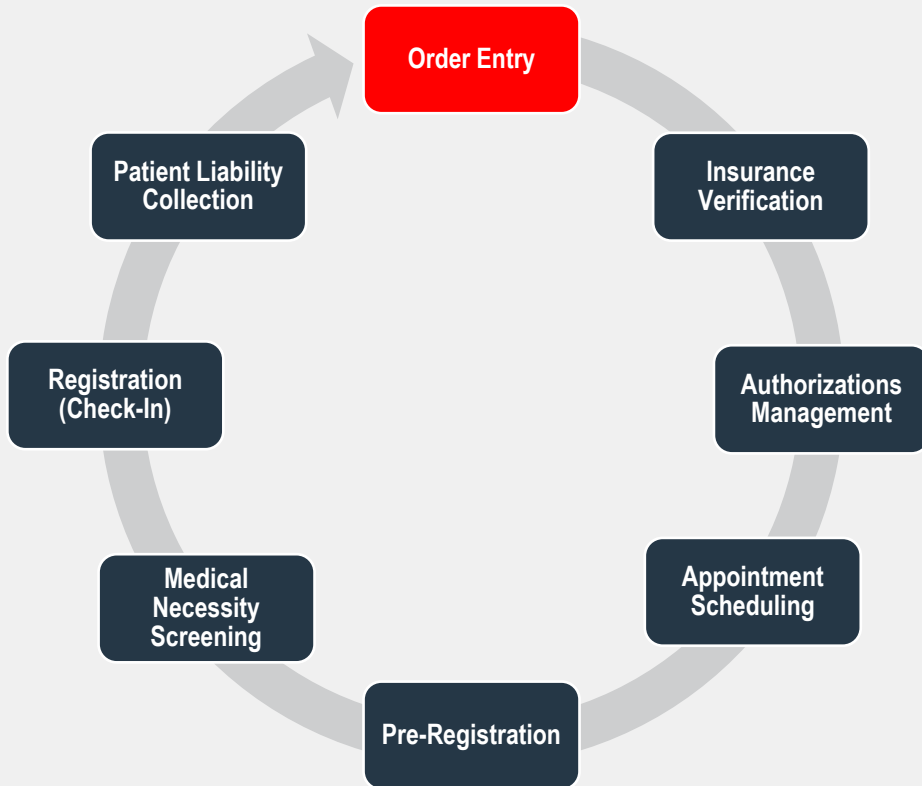 Order Entry
Insurance
Verification
Authorizations
Management
Appointment
Scheduling
Pre-Registration
Medical
Necessity
Screening
Registration
(Check-In)
Patient Liability
Collection